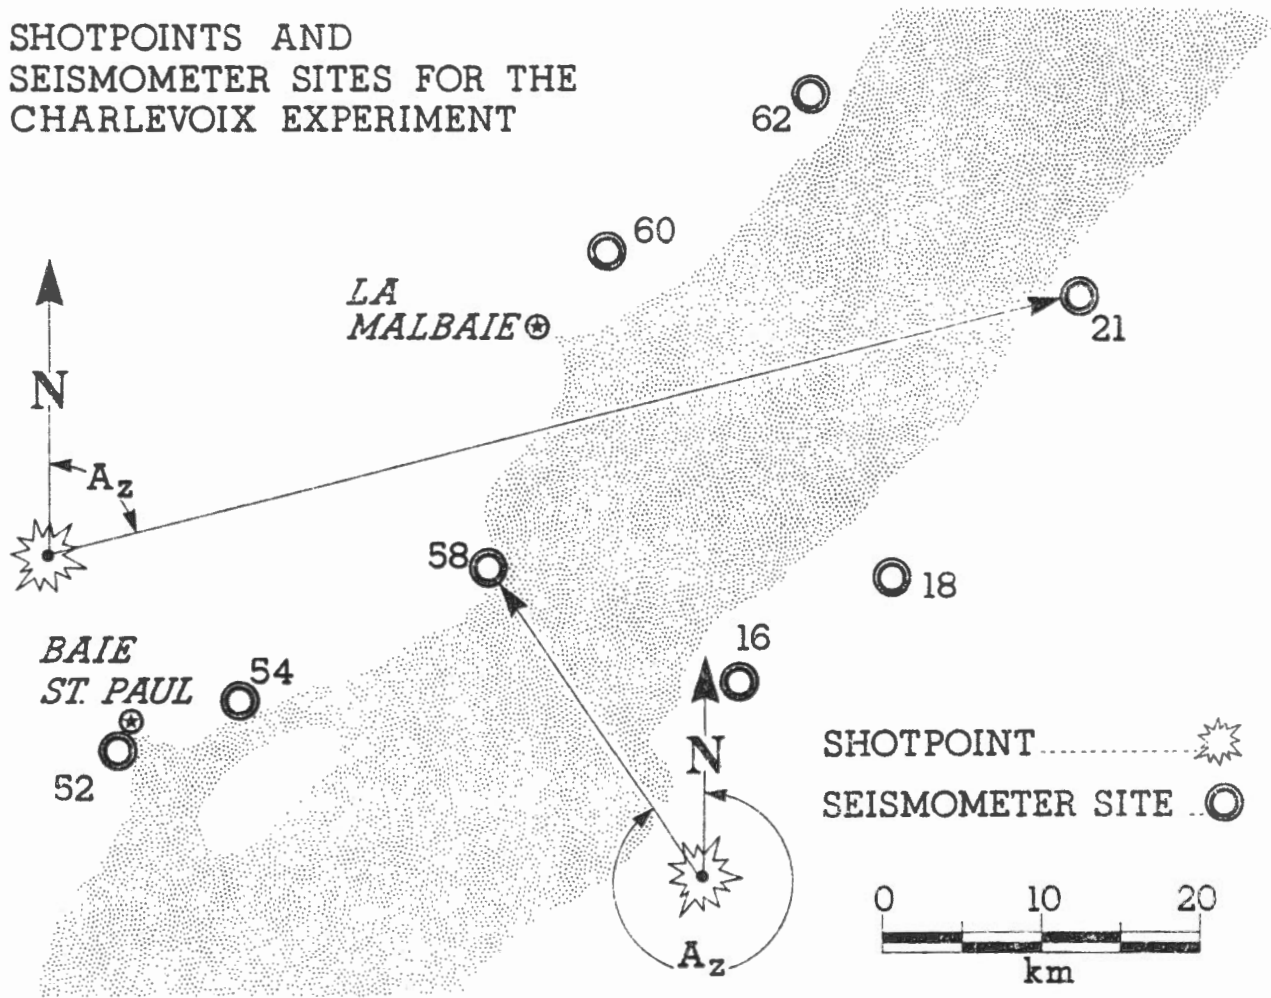 SHOTPOINTS AND
SEISMOMETER SITES FOR THE
CHARLEVOIX EXPERIMENT
62
60
LA
MALBAIE
21
N
Az
58
18
16
BAIE
ST. PAUL
54
52
N
SHOTPOINT
SEISMOMETER SITE
Az
0 10 20
km